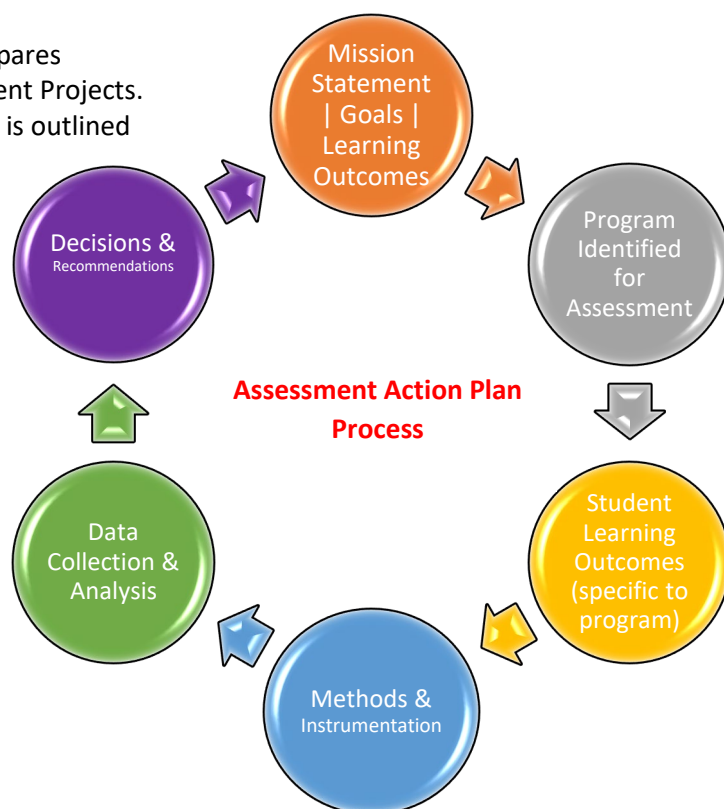 pares
ent Projects.
is outlined
Mission
Statement
| Goals |
Learning
Outcomes
Program
Identified
for
Assessment
Student
Learning
Outcomes
(specific to
program)
Methods &
Instrumentation
Data
Collection &
Analysis
Decisions &
Recommendations
Assessment Action Plan
Process